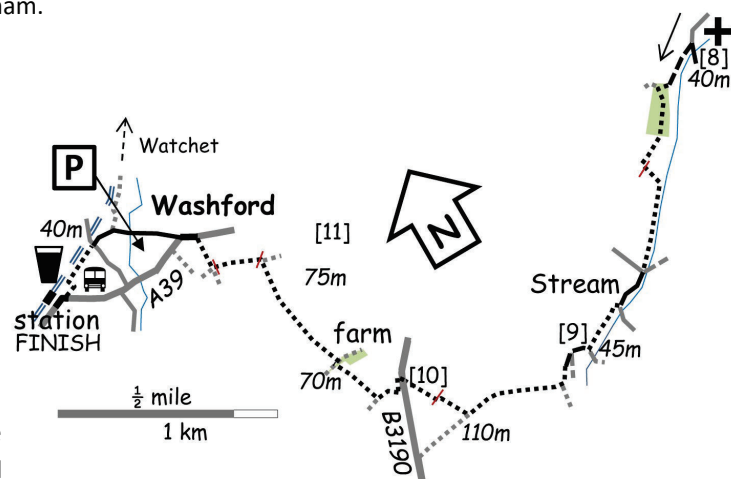 am.
[8]
40m
Watchet
P
Washford
40m
[11]
75m
N
A39
Stream
station
FINISH
farm
[9]
45m
70m
[10]
½ mile
1 km
B3190
110m